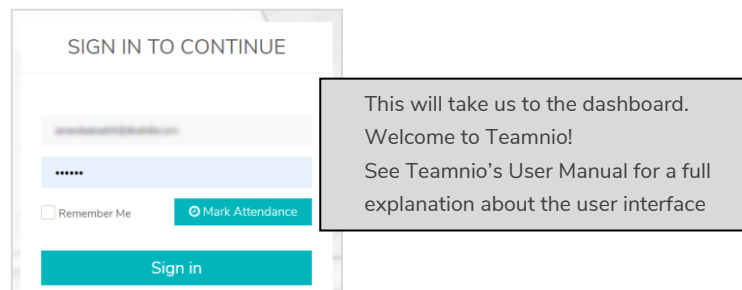 SIGN IN TO CONTINUE
••••••
Remember Me
Mark Attendance
Sign in
This will take us to the dashboard.
Welcome to Teamnio!
See Teamnio’s User Manual for a full
explanation about the user interface